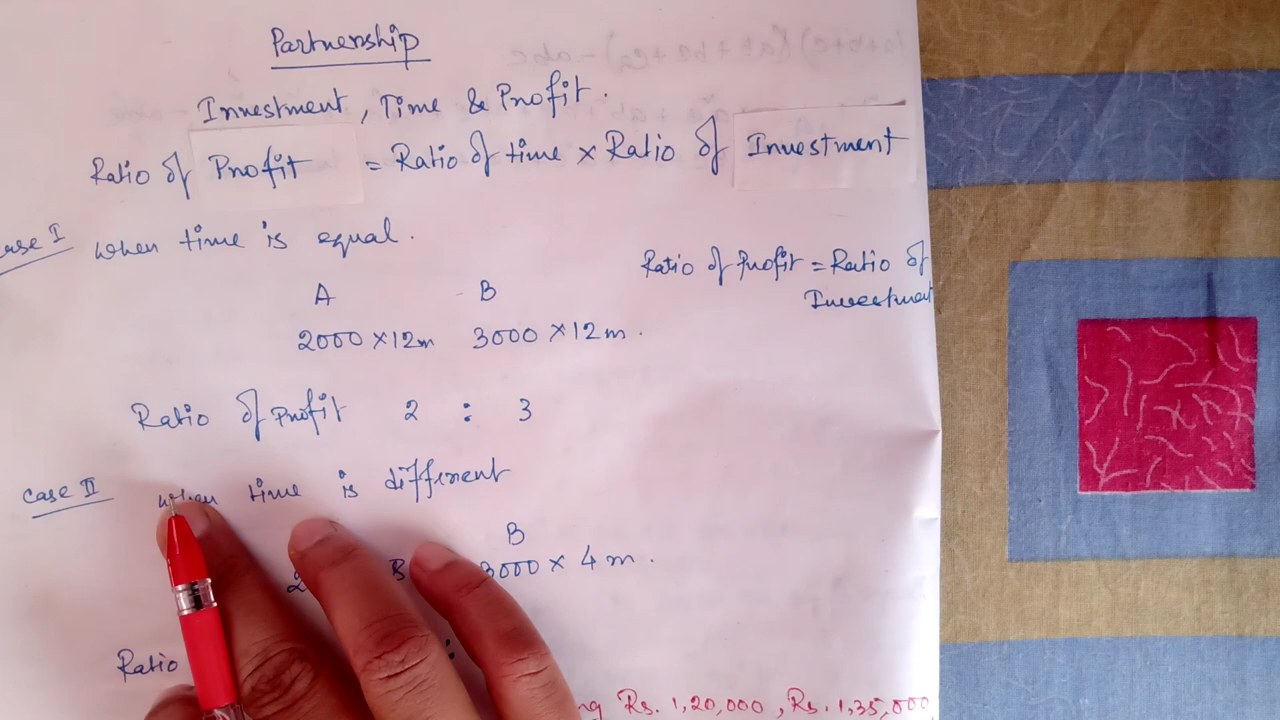 Partnership
Investment, Time & Profit.
Ratio of Profit = Ratio of time × Ratio of Investment
Case I when time is equal.
Ratio of Profit = Ratio of
Investment
A B
2000 × 12m 3000 × 12m.
Ratio of Profit 2 : 3
Case II when time is different
B
3000 × 4 m.
Ratio :
Rs. 1,20,000, Rs. 1,35,000,